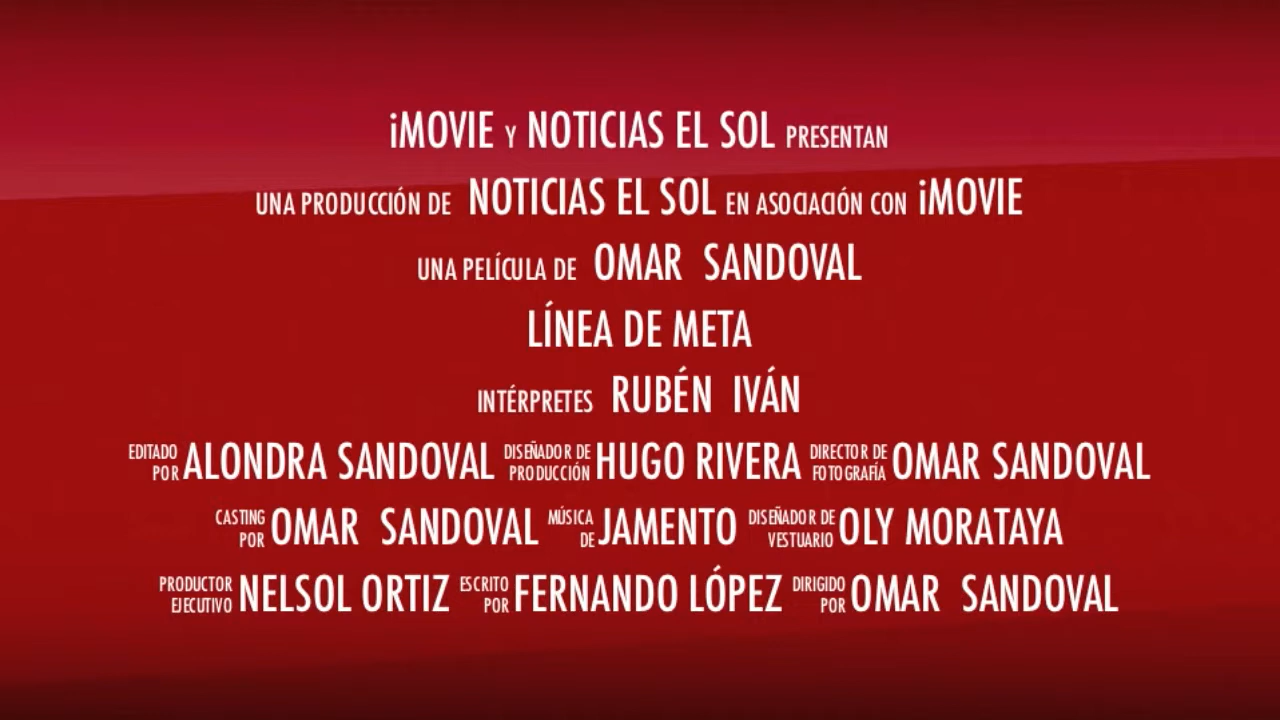 iMOVIE Y NOTICIAS EL SOL PRESENTAN
UNA PRODUCCIÓN DE NOTICIAS EL SOL EN ASOCIACIÓN CON iMOVIE
UNA PELÍCULA DE OMAR SANDOVAL
LÍNEA DE META
INTÉRPRETES RUBÉN IVÁN
EDITADO POR ALONDRA SANDOVAL DISEÑADOR DE PRODUCCIÓN HUGO RIVERA DIRECTOR DE FOTOGRAFÍA OMAR SANDOVAL
CASTING POR OMAR SANDOVAL MÚSICA DE JAMENTO DISEÑADOR DE VESTUARIO OLY MORATAYA
PRODUCTOR EJECUTIVO NELSOL ORTIZ ESCRITO POR FERNANDO LÓPEZ DIRIGIDO POR OMAR SANDOVAL